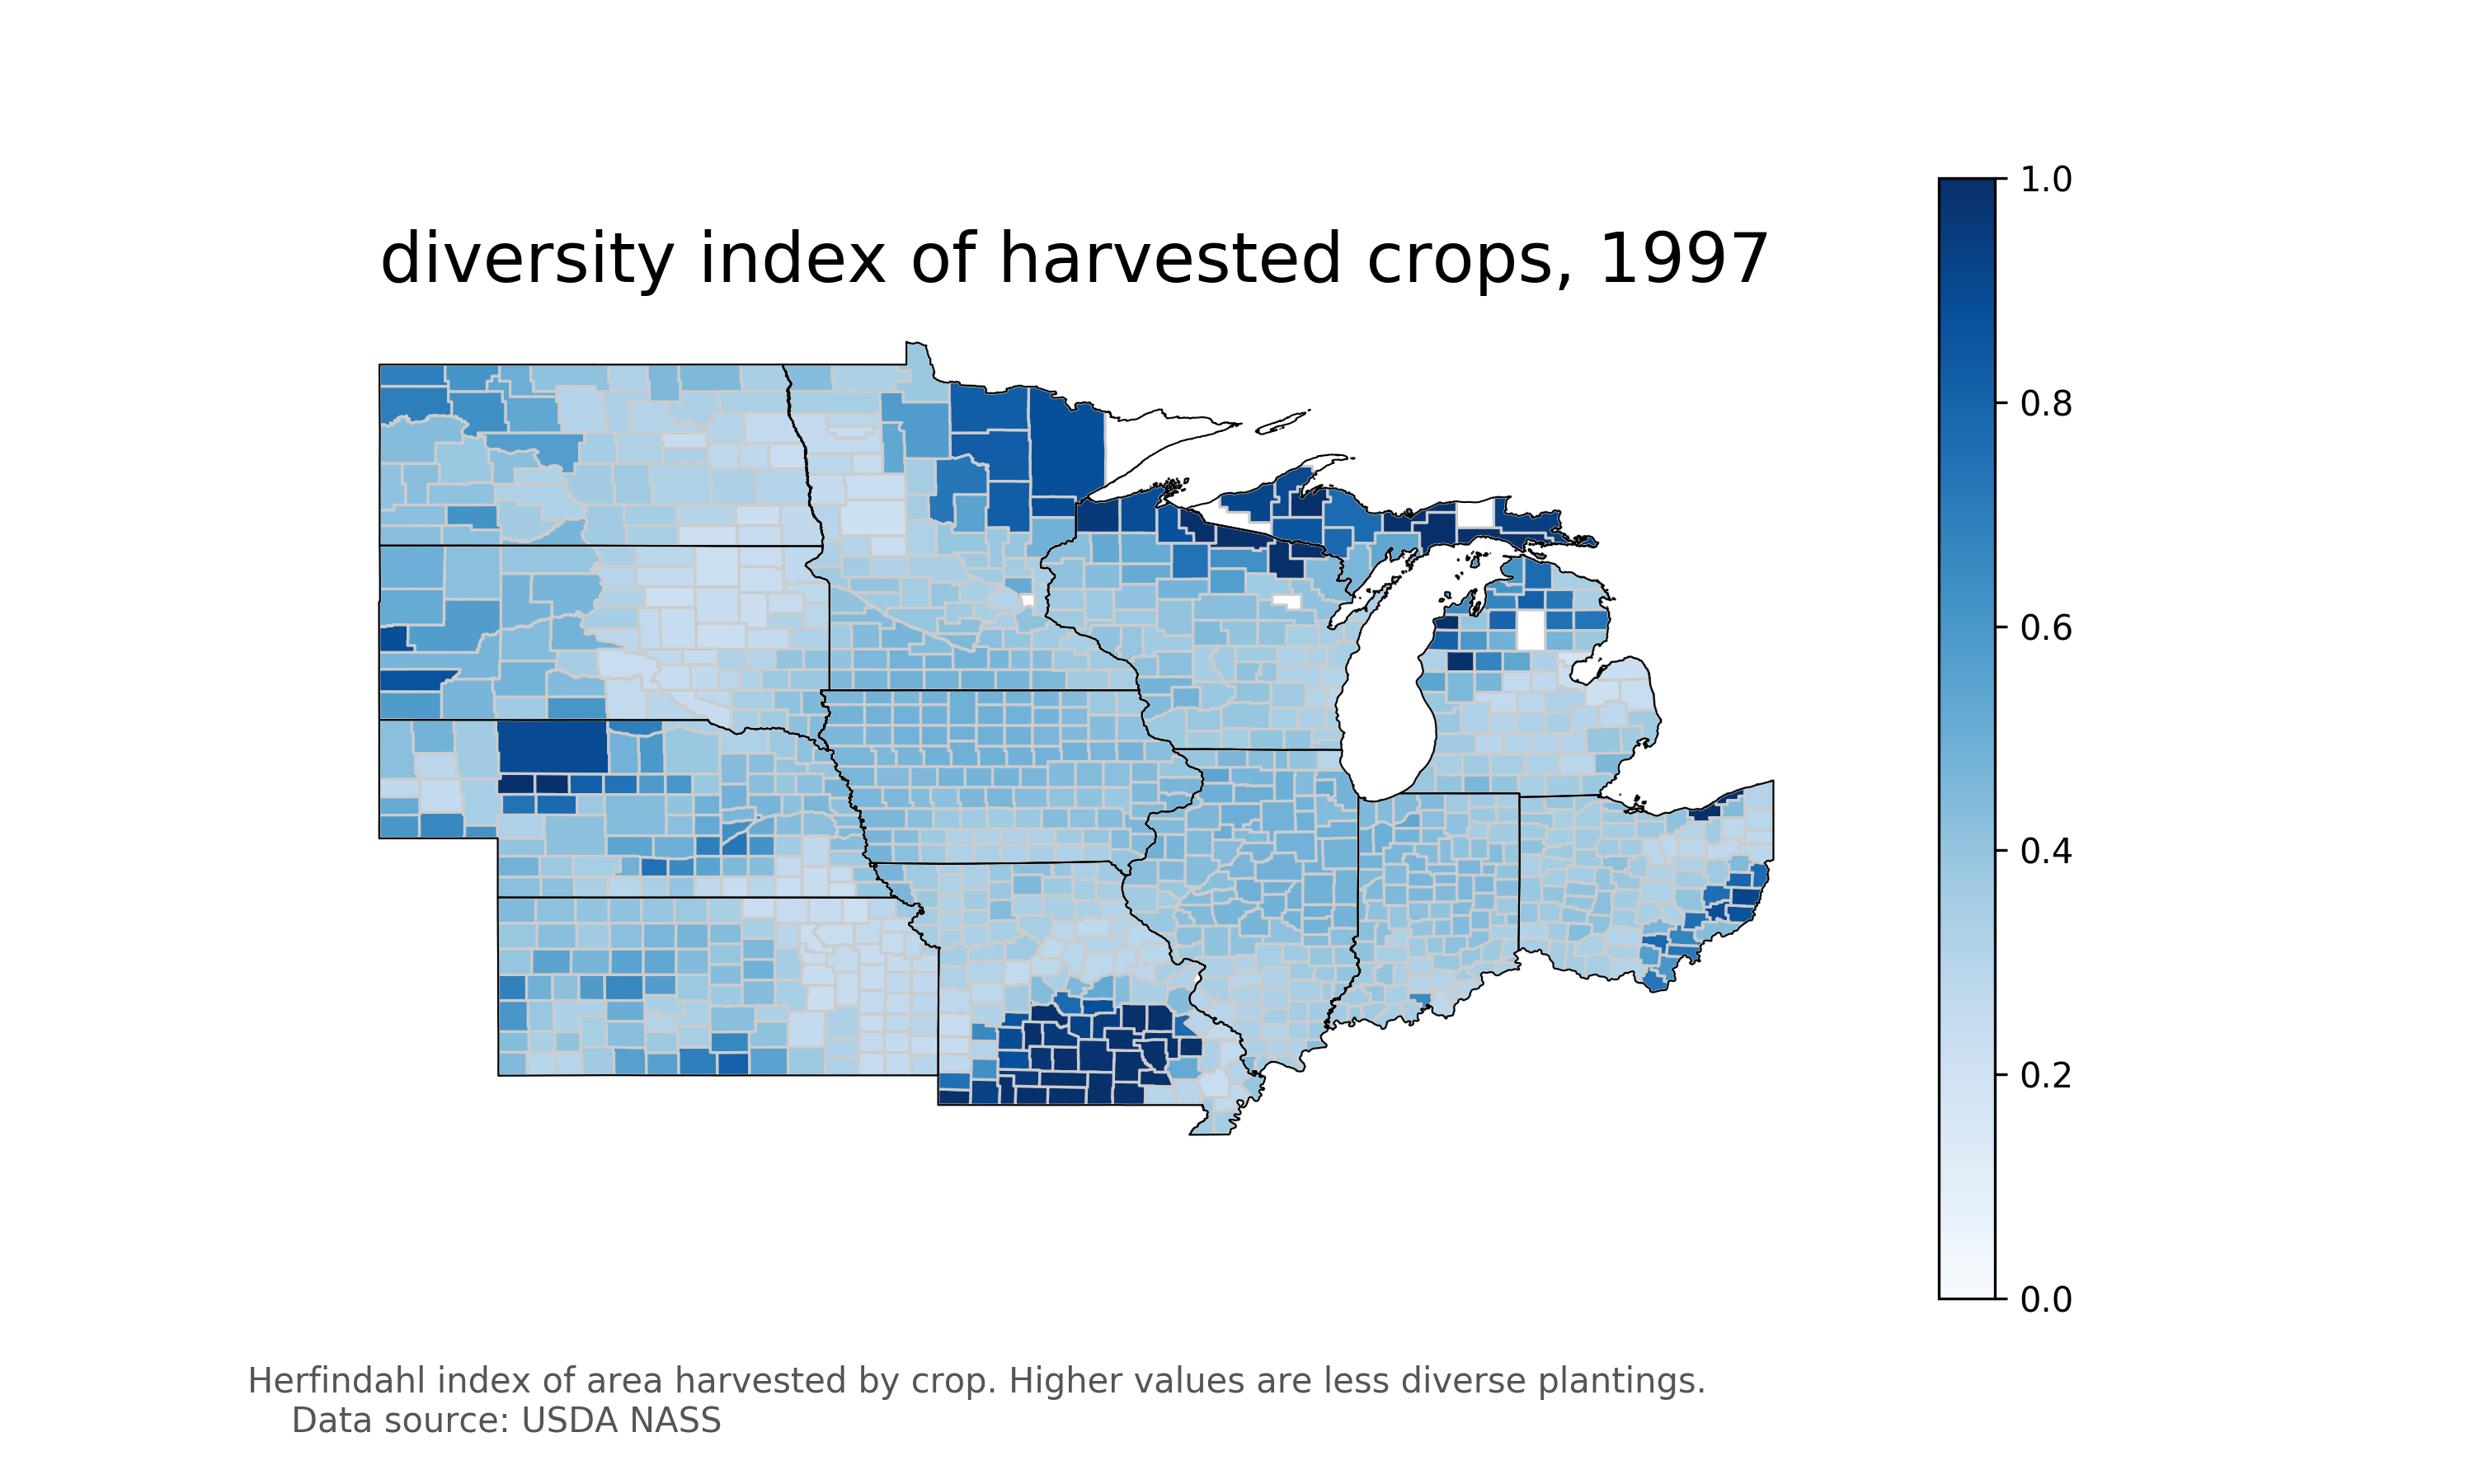 diversity index of harvested crops, 1997
1.0
0.8
0.6
0.4
0.2
0.0
Herfindahl index of area harvested by crop. Higher values are less diverse plantings.
Data source: USDA NASS